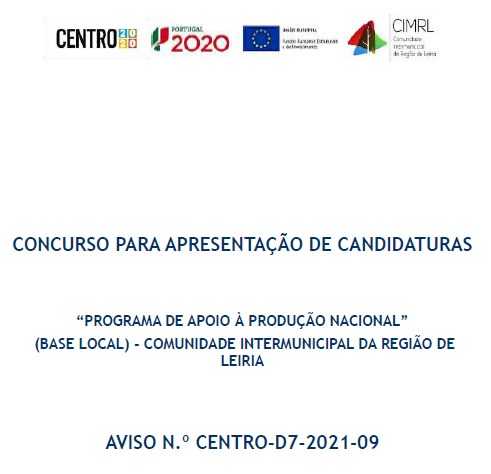 CENTRO 2020
PORTUGAL
2020
UNIÃO EUROPEIA
Fundos Europeus Estruturais
e de Investimento
CIMRL
Comunidade
Intermunicipal
da Região de Leiria
CONCURSO PARA APRESENTAÇÃO DE CANDIDATURAS
“PROGRAMA DE APOIO À PRODUÇÃO NACIONAL”
(BASE LOCAL) - COMUNIDADE INTERMUNICIPAL DA REGIÃO DE
LEIRIA
AVISO N.º CENTRO-D7-2021-09